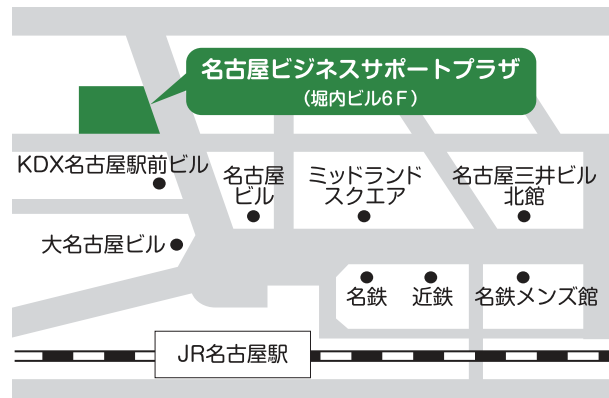 名古屋ビジネスサポートプラザ
（堀内ビル6F）
KDX名古屋駅前ビル
名古屋
ビル
ミッドランド
スクエア
名古屋三井ビル
北館
大名古屋ビル
名鉄
近鉄
名鉄メンズ館
JR名古屋駅